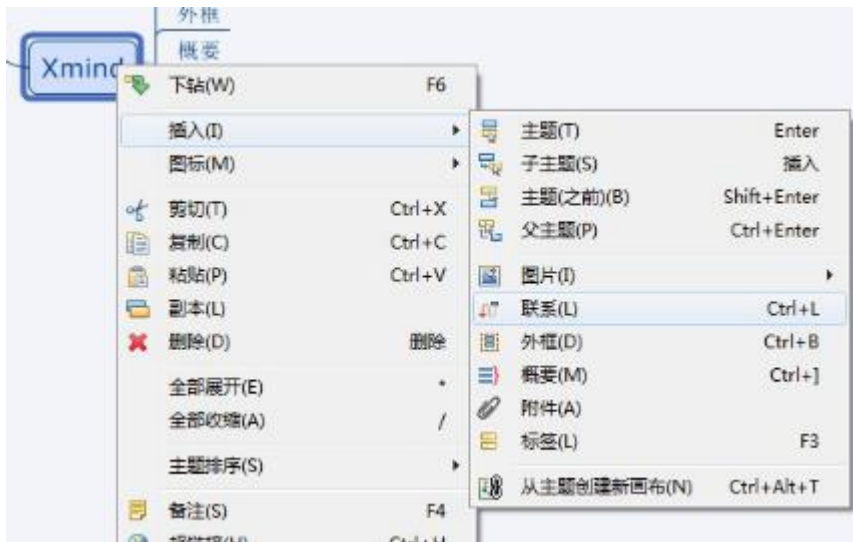 外框
概要
Xmind
下钻(W) F6
插入(I)
图标(M)
剪切(T) Ctrl+X
复制(C) Ctrl+C
粘贴(P) Ctrl+V
副本(L)
删除(D) 删除
全部展开(E) *
全部收缩(A) /
主题排序(S)
备注(S) F4
主题(T) Enter
子主题(S) 插入
主题(之前)(B) Shift+Enter
父主题(P) Ctrl+Enter
图片(I)
联系(L) Ctrl+L
外框(D) Ctrl+B
概要(M) Ctrl+]
附件(A)
标签(L) F3
从主题创建新画布(N) Ctrl+Alt+T